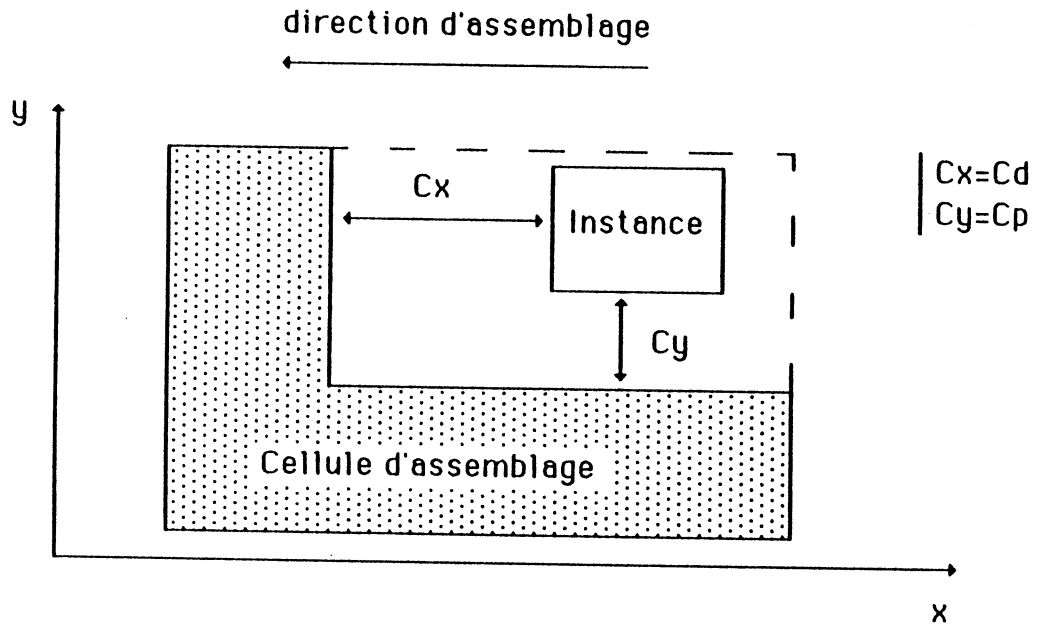 direction d'assemblage
y
Cx
Instance
Cx=Cd
Cy=Cp
Cy
Cellule d'assemblage
x